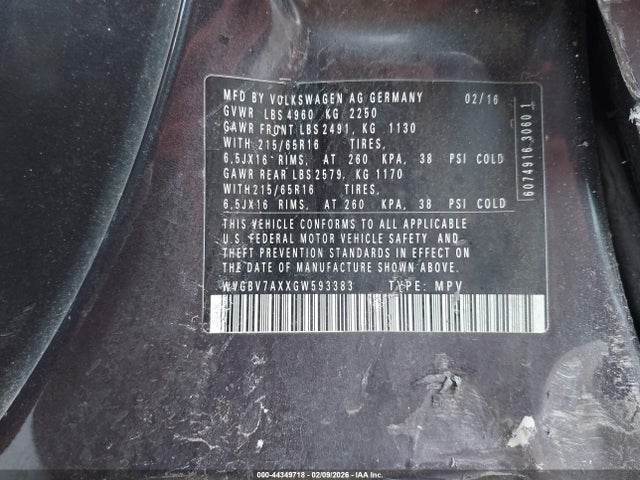 MFD BY VOLKSWAGEN AG GERMANY 02/16
GVWR LBS 4960 KG 2250
GAWR FRONT LBS 2491, KG 1130
WITH 215/65R16 TIRES,
6,5JX16 RIMS, AT 260 KPA, 38 PSI COLD
GAWR REAR LBS 2579, KG 1170
WITH 215/65R16 TIRES,
6,5JX16 RIMS, AT 260 KPA, 38 PSI COLD
THIS VEHICLE CONFORMS TO ALL APPLICABLE
U.S. FEDERAL MOTOR VEHICLE SAFETY AND
THEFT PREVENTION STANDARDS IN EFFECT ON
THE DATE OF MANUFACTURE SHOWN ABOVE.
WVGBV7AXXGW593383 TYPE: MPV
6074916 3060 1
000-44349718 - 02/09/2026 - IAA Inc.